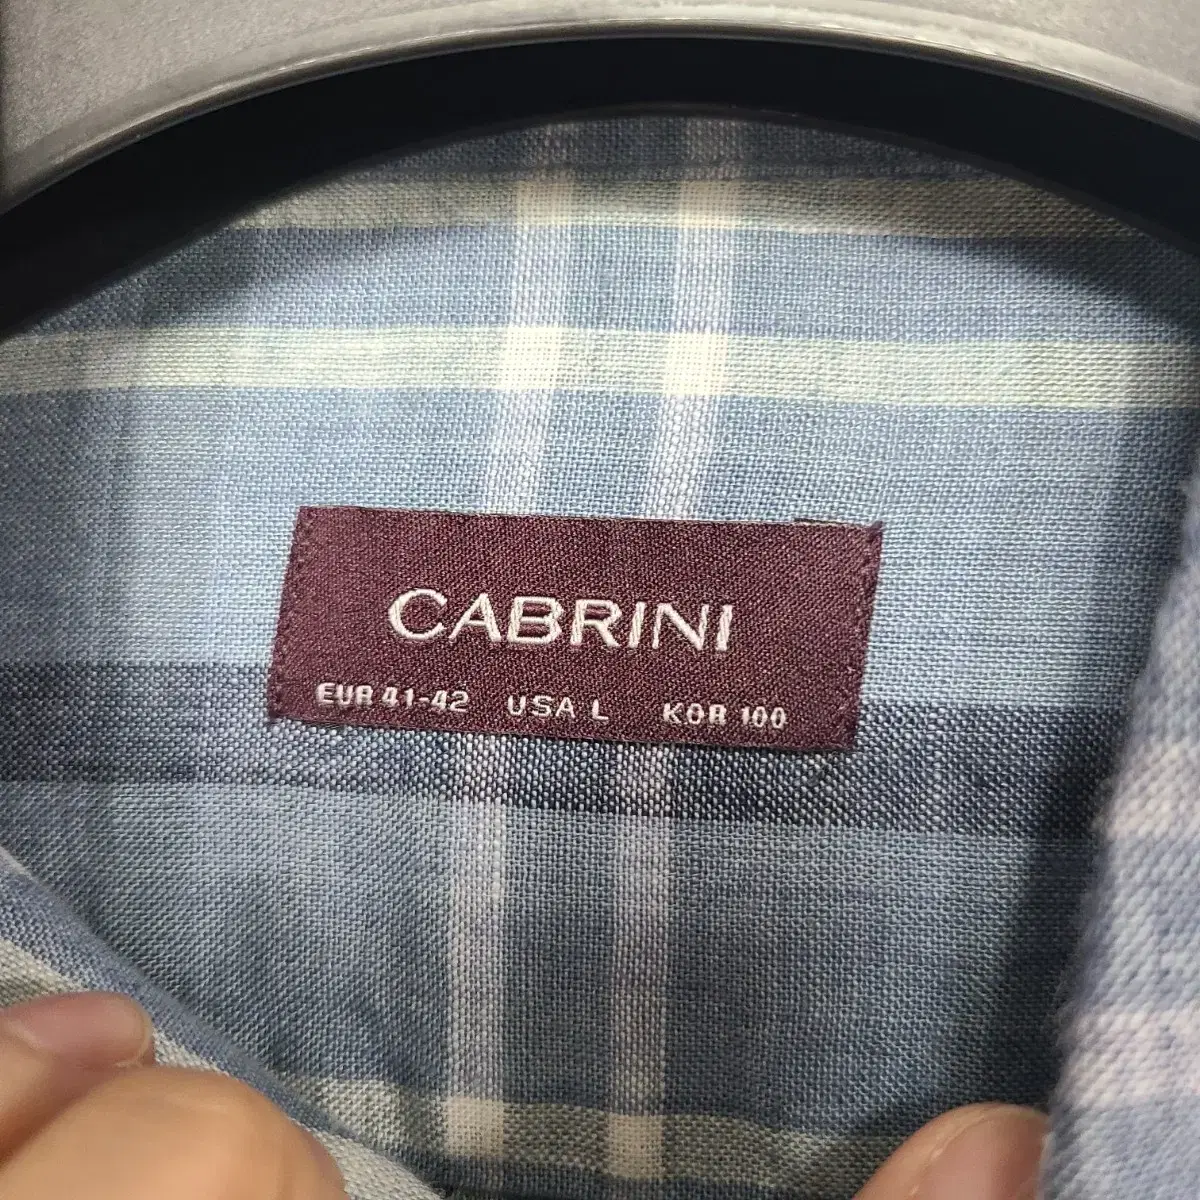 CABRINI
EUR 41-42 USA L KOR 100